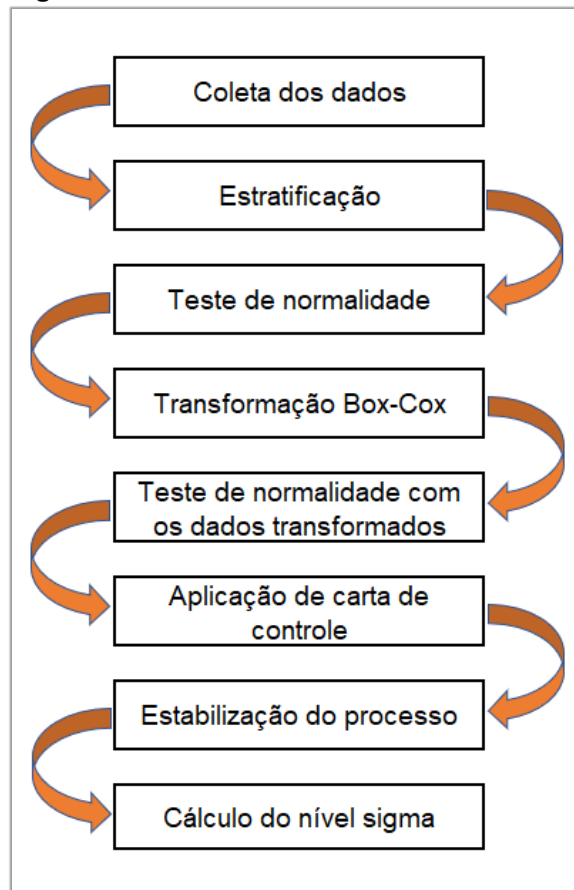 Coleta dos dados
Estratificação
Teste de normalidade
Transformação Box-Cox
Teste de normalidade com
os dados transformados
Aplicação de carta de
controle
Estabilização do processo
Cálculo do nível sigma